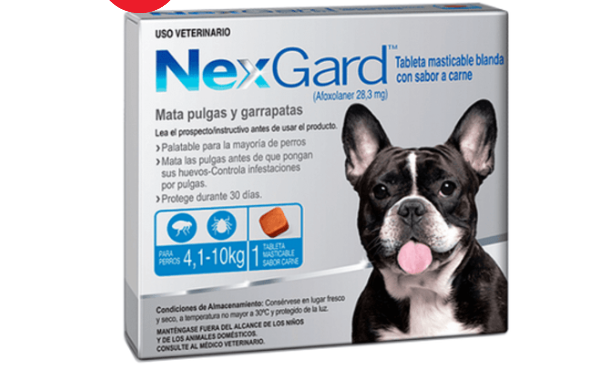 USO VETERINARIO
NexGard™
Tableta masticable blanda
con sabor a carne
(Afoxolaner 28,3 mg)
Mata pulgas y garrapatas
Lea el prospecto/instructivo antes de usar el producto.
›Palatable para la mayoría de perros
›Mata las pulgas antes de que pongan
sus huevos-Controla infestaciones
por pulgas.
›Protege durante 30 días.
PARA
PERROS
4,1-10kg
1
TABLETA
MASTICABLE
SABOR CARNE
Condiciones de Almacenamiento: Consérvese en lugar fresco
y seco, a temperatura no mayor a 30ºC y protegido de la luz.
MANTÉNGASE FUERA DEL ALCANCE DE LOS NIÑOS
Y DE LOS ANIMALES DOMÉSTICOS.
CONSULTE AL MÉDICO VETERINARIO.